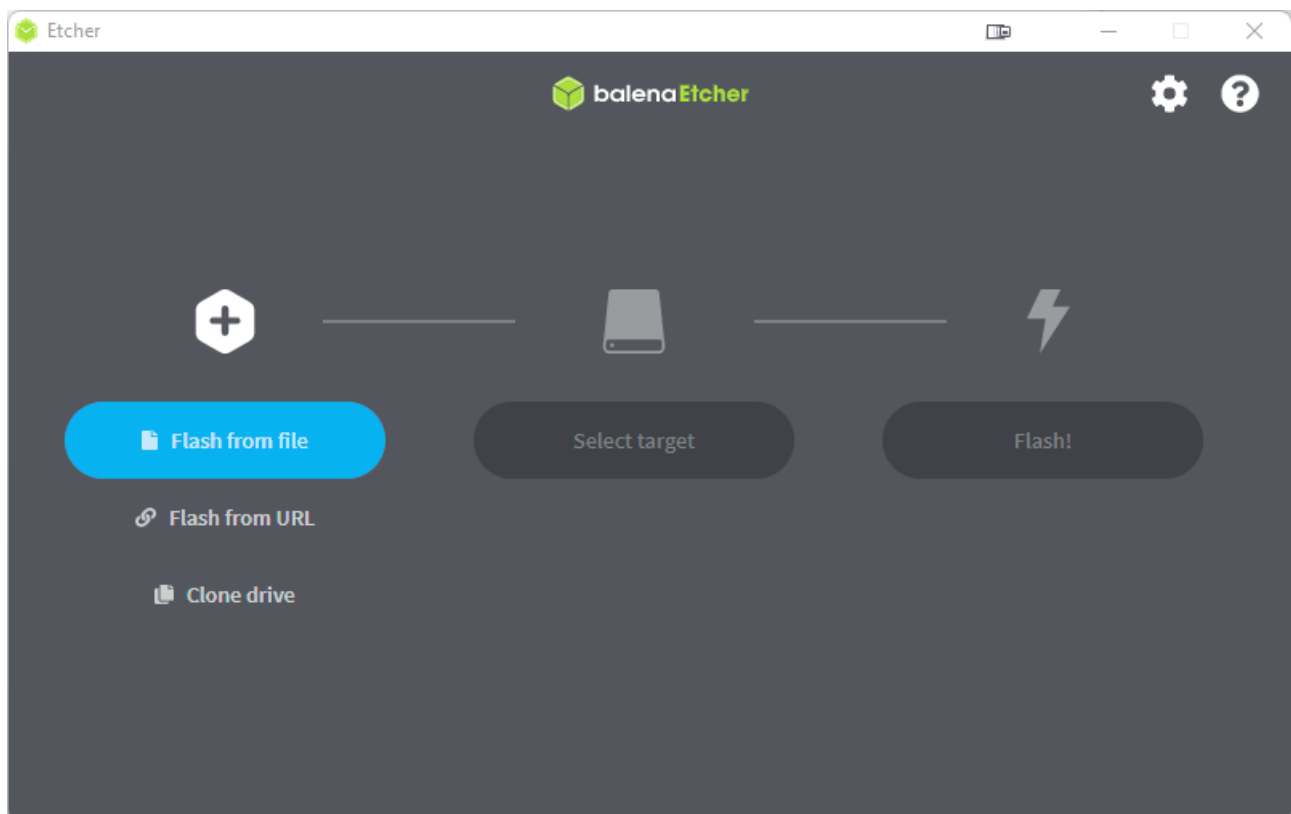 Etcher
balenaEtcher
Flash from file
Select target
Flash!
Flash from URL
Clone drive